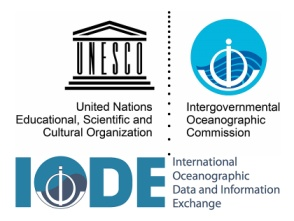 UNESCO
United Nations
Educational, Scientific and
Cultural Organization
Intergovernmental
Oceanographic
Commission
IODE
International
Oceanographic
Data and Information
Exchange